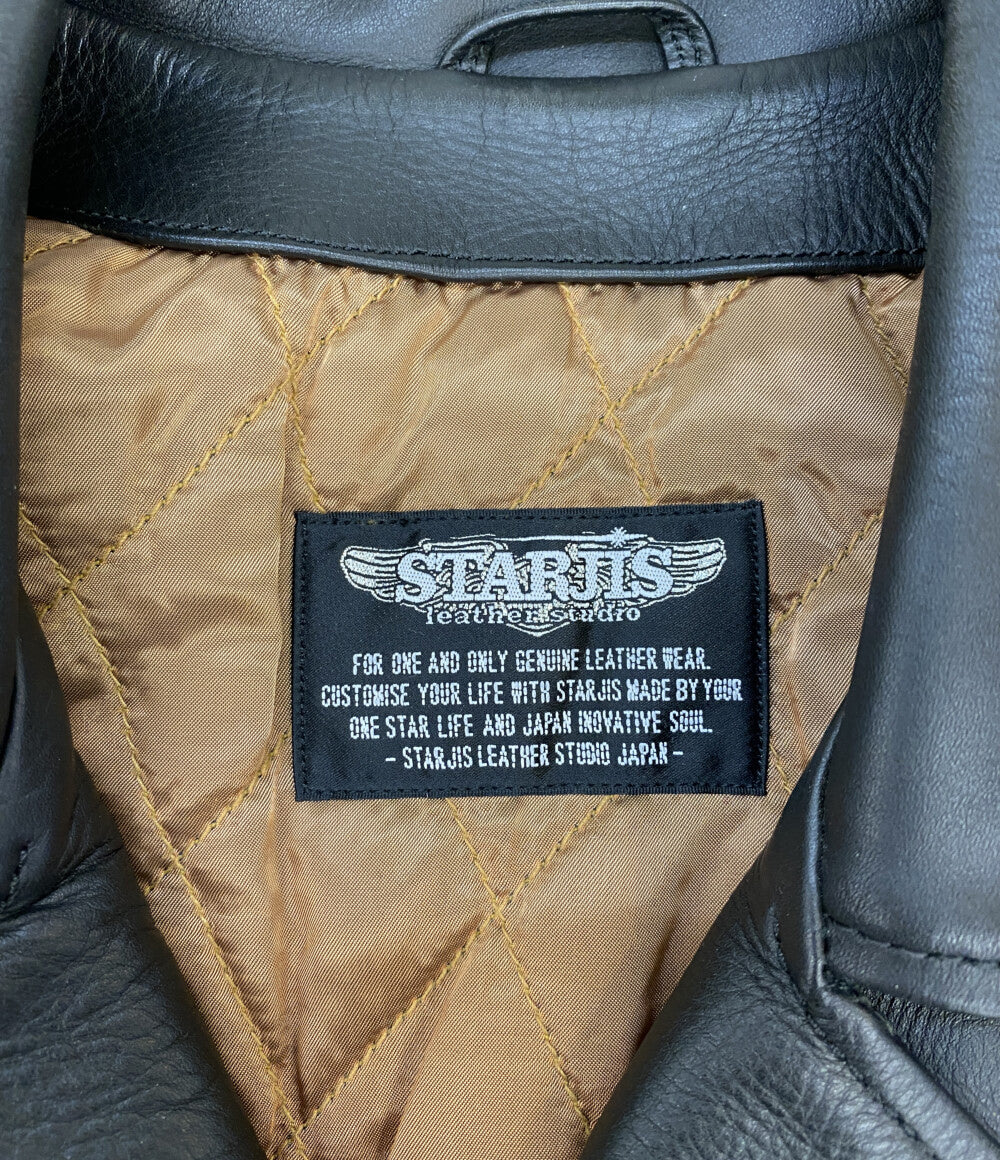 STARJIS
leather studio
FOR ONE AND ONLY GENUINE LEATHER WEAR.
CUSTOMISE YOUR LIFE WITH STARJIS MADE BY YOUR
ONE STAR LIFE AND JAPAN INOVATIVE SOUL.
- STARJIS LEATHER STUDIO JAPAN -